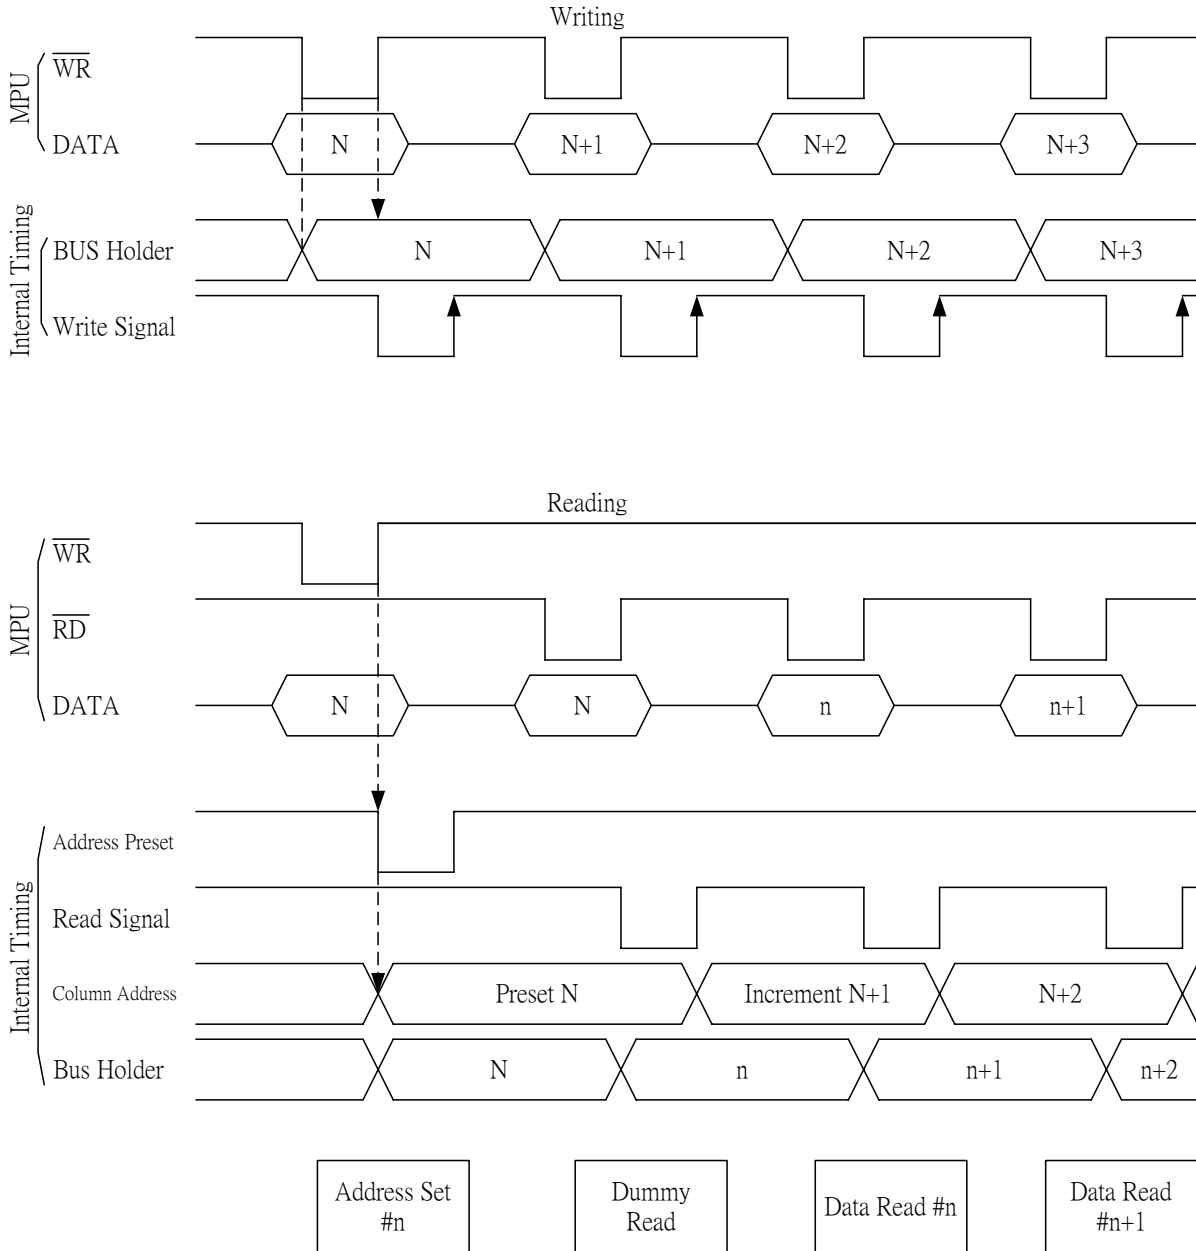 Writing
MPU
WR
DATA
N
N+1
N+2
N+3
Internal Timing
BUS Holder
N
N+1
N+2
N+3
Write Signal
Reading
MPU
WR
RD
DATA
N
N
n
n+1
Internal Timing
Address Preset
Read Signal
Column Address
Preset N
Increment N+1
N+2
Bus Holder
N
n
n+1
n+2
Address Set
#n
Dummy
Read
Data Read #n
Data Read
#n+1